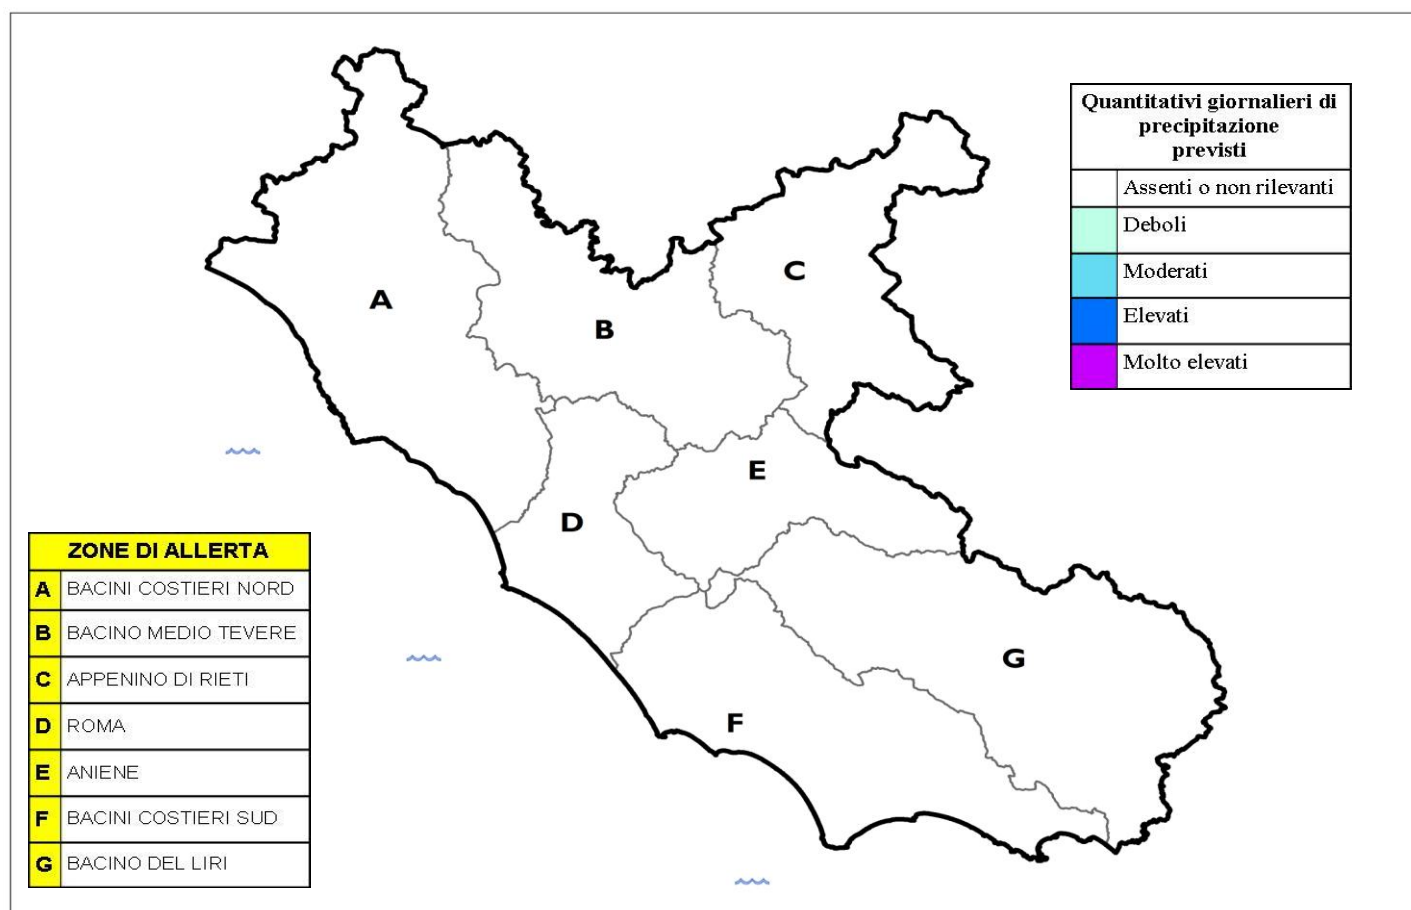 Quantitativi giornalieri di
precipitazione
previsti
Assenti o non rilevanti
Deboli
Moderati
Elevati
Molto elevati
A
B
C
E
D
G
F
ZONE DI ALLERTA
A BACINI COSTIERI NORD
B BACINO MEDIO TEVERE
C APPENINO DI RIETI
D ROMA
E ANIENE
F BACINI COSTIERI SUD
G BACINO DEL LIRI